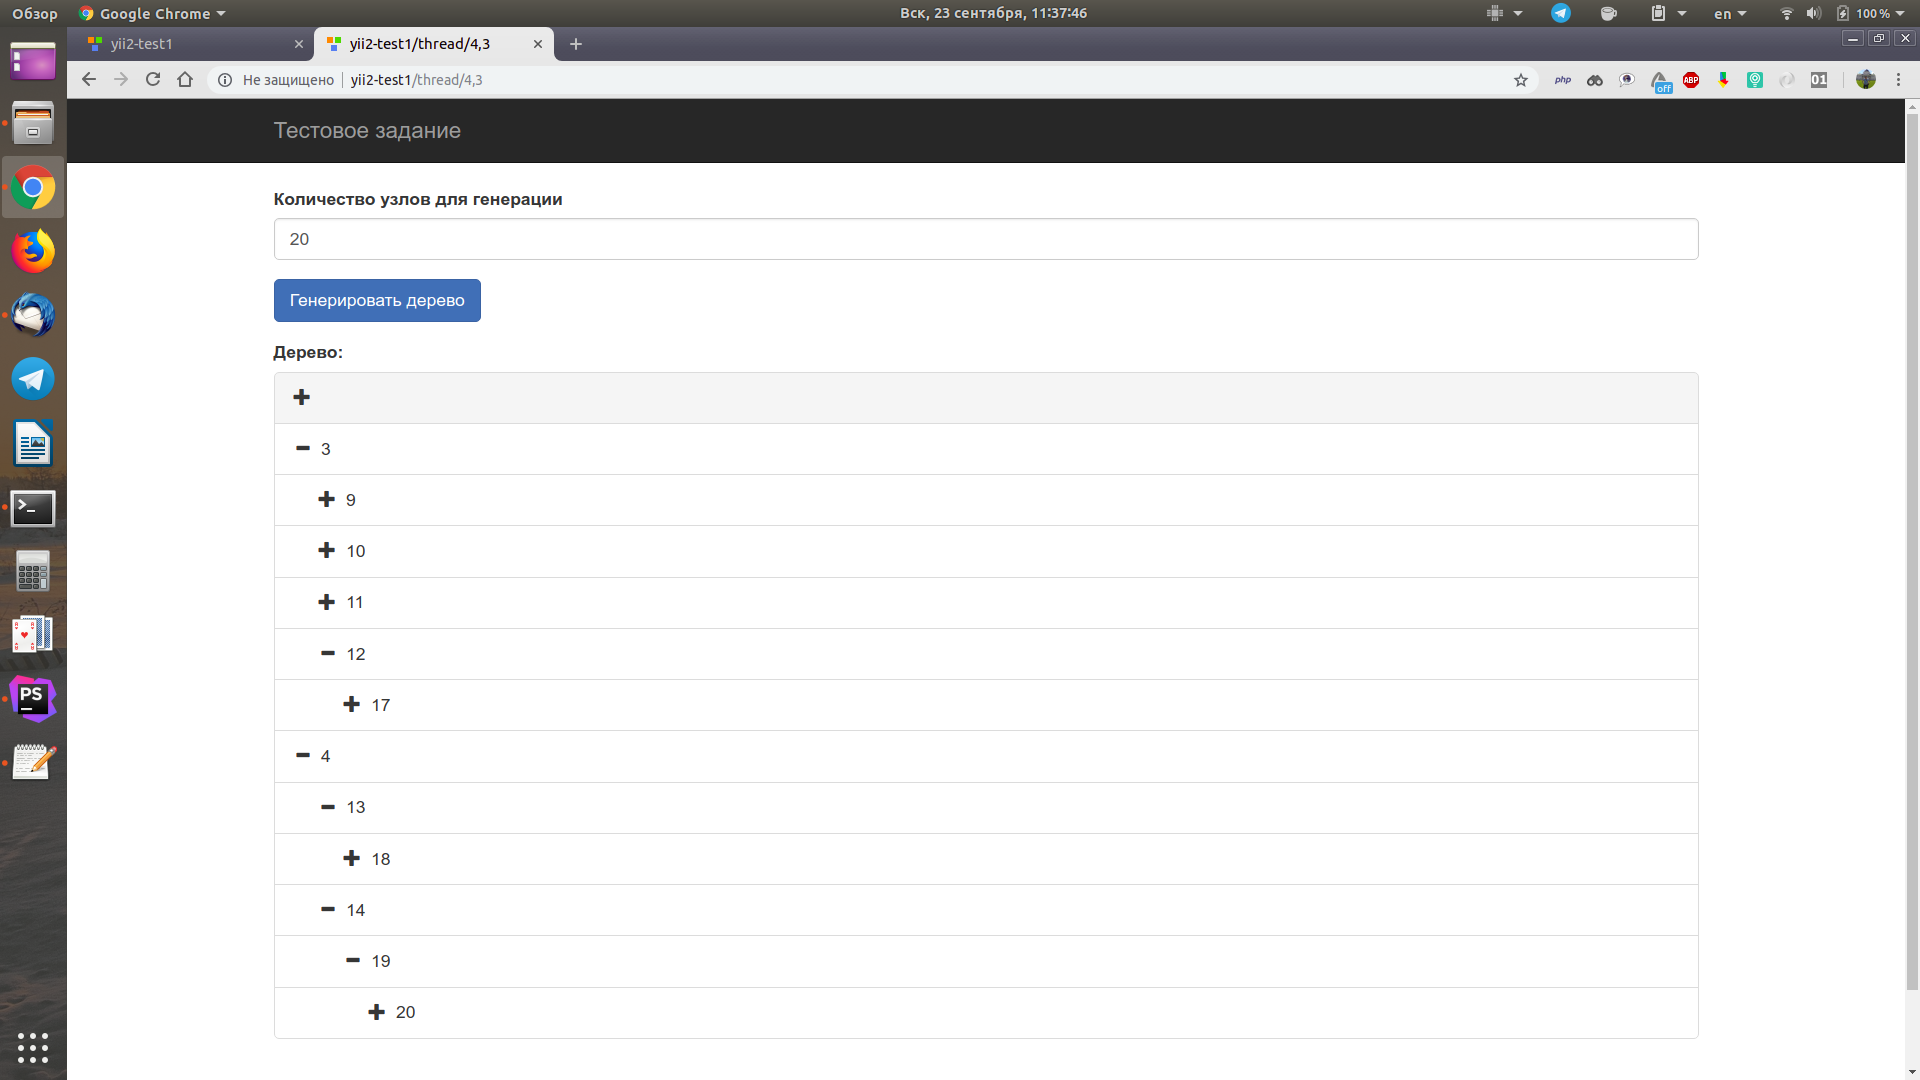 Обзор Google Chrome Вск, 23 сентября, 11:37:46 en 100 %
yii2-test1 yii2-test1/thread/4,3
Не защищено yii2-test1/thread/4,3 php off ABP 01
Тестовое задание
Количество узлов для генерации
20
Генерировать дерево
Дерево:
3
9
10
11
12
17
4
13
18
14
19
20
PS